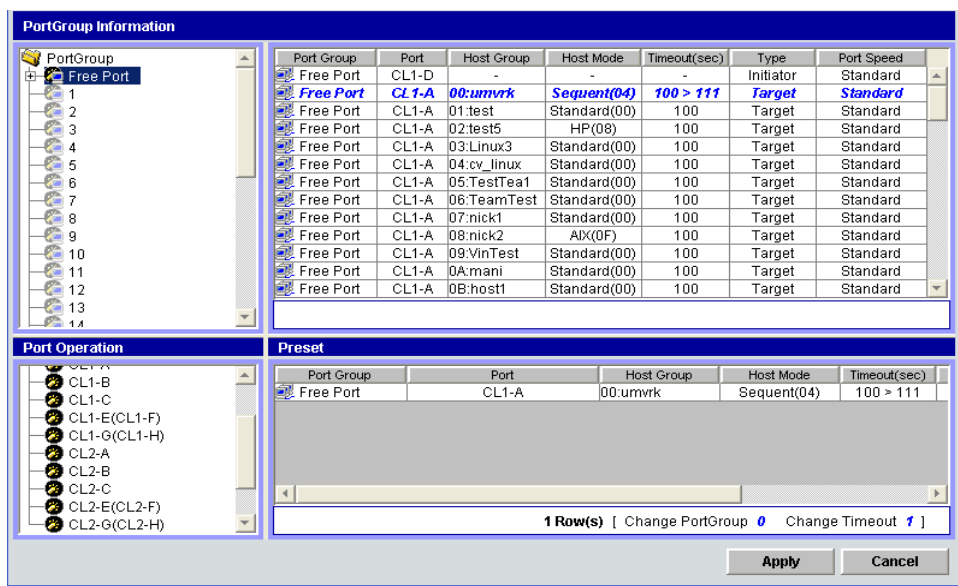 PortGroup Information
PortGroup
Free Port
1
2
3
4
5
6
7
8
9
10
11
12
13
14
Port Group Port Host Group Host Mode Timeout(sec) Type Port Speed
Free Port CL1-D - - - Initiator Standard
Free Port CL1-A 00:umvrk Sequent(04) 100 > 111 Target Standard
Free Port CL1-A 01:test Standard(00) 100 Target Standard
Free Port CL1-A 02:test5 HP(08) 100 Target Standard
Free Port CL1-A 03:Linux3 Standard(00) 100 Target Standard
Free Port CL1-A 04:cv_linux Standard(00) 100 Target Standard
Free Port CL1-A 05:TestTea1 Standard(00) 100 Target Standard
Free Port CL1-A 06:TeamTest Standard(00) 100 Target Standard
Free Port CL1-A 07:nick1 Standard(00) 100 Target Standard
Free Port CL1-A 08:nick2 AIX(0F) 100 Target Standard
Free Port CL1-A 09:VinTest Standard(00) 100 Target Standard
Free Port CL1-A 0A:mani Standard(00) 100 Target Standard
Free Port CL1-A 0B:host1 Standard(00) 100 Target Standard
Port Operation
CL1-B
CL1-C
CL1-E(CL1-F)
CL1-G(CL1-H)
CL2-A
CL2-B
CL2-C
CL2-E(CL2-F)
CL2-G(CL2-H)
Preset
Port Group Port Host Group Host Mode Timeout(sec)
Free Port CL1-A 00:umvrk Sequent(04) 100 > 111
1 Row(s) [ Change PortGroup 0 Change Timeout 1 ]
Apply Cancel